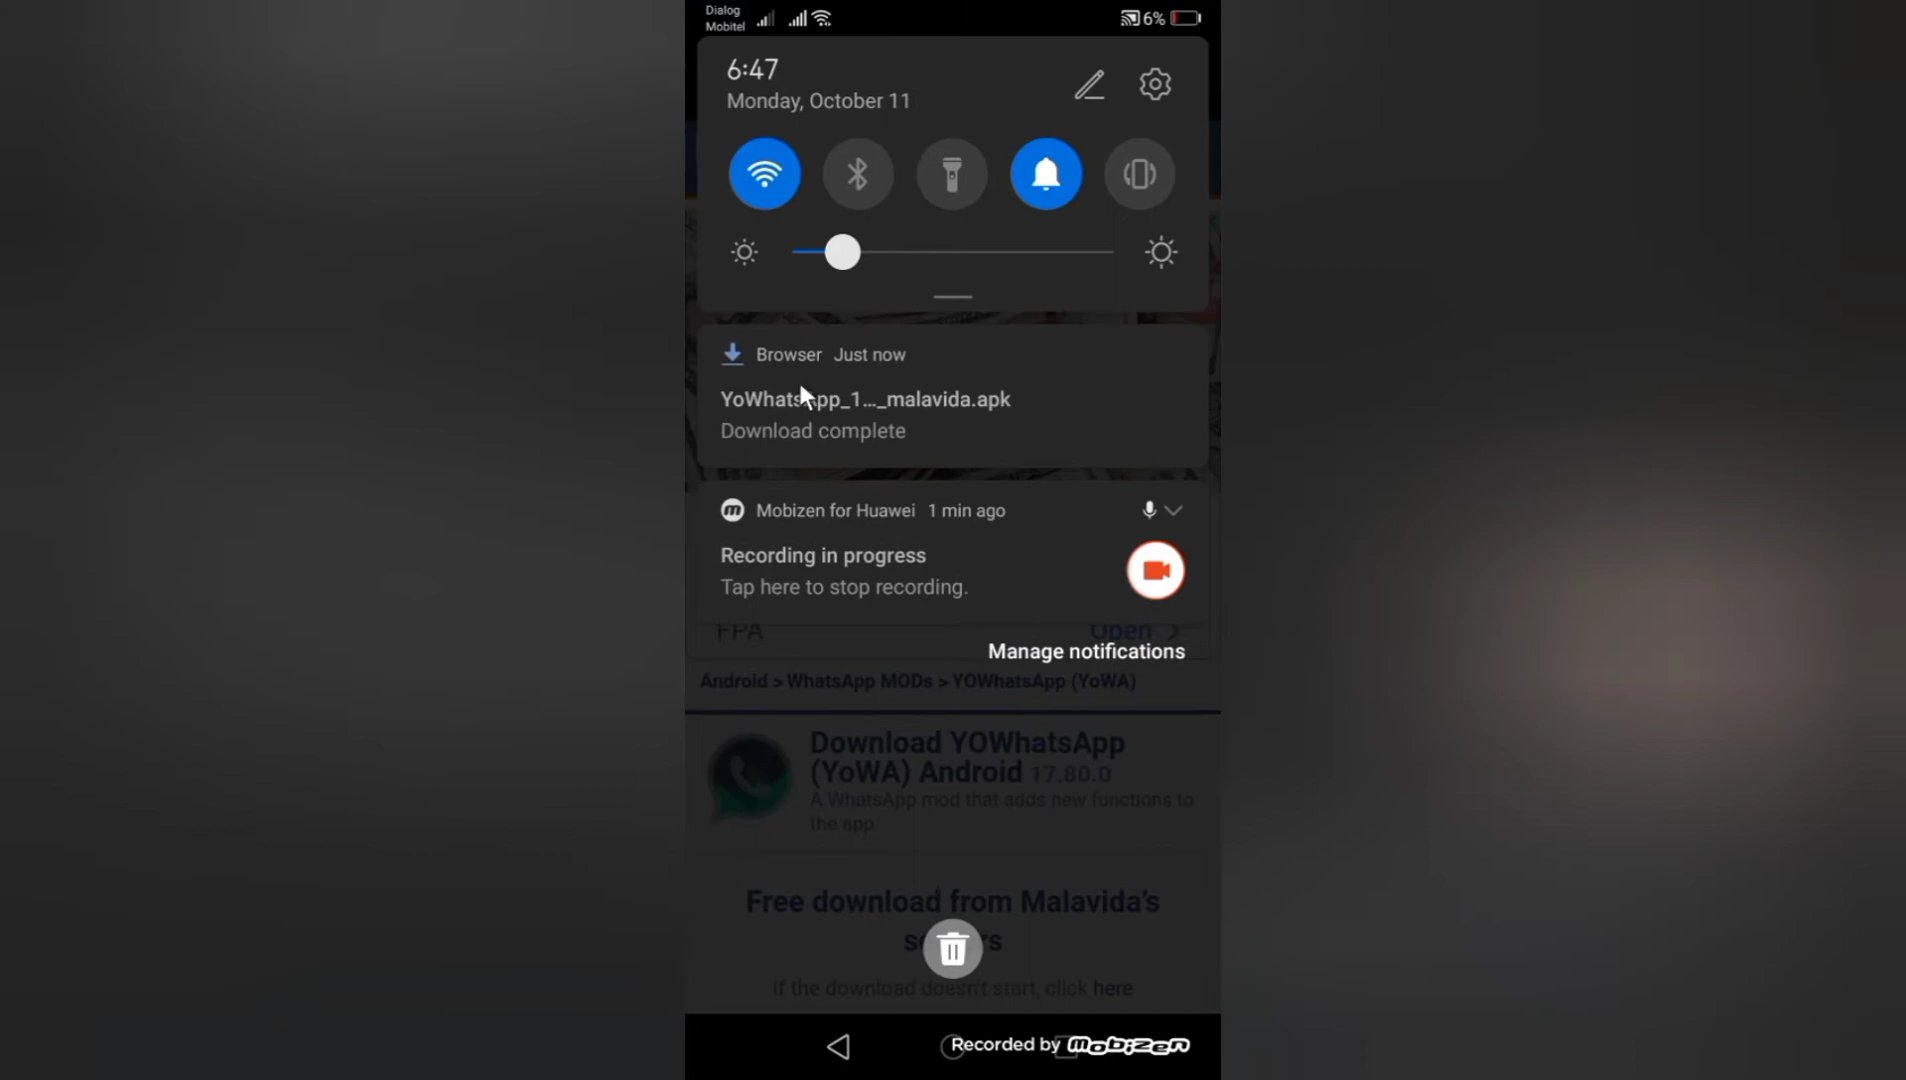 Dialog
Mobitel
6%
6:47
Monday, October 11
Browser Just now
YoWhatsApp_1..._malavida.apk
Download complete
Mobizen for Huawei 1 min ago
Recording in progress
Tap here to stop recording.
FPA Open
Manage notifications
Android > WhatsApp MODs > YOWhatsApp (YoWA)
Download YOWhatsApp
(YoWA) Android 17.80.0
A WhatsApp mod that adds new functions to
the app
Free download from Malavida's
If the download doesn't start, click here
Recorded by mobizen